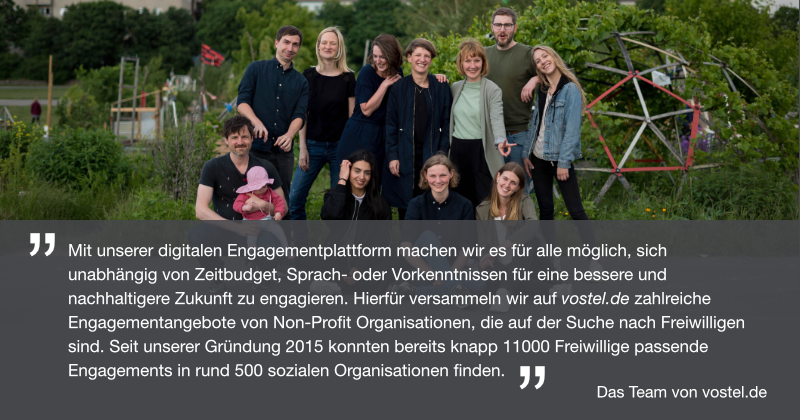 ”
Mit unserer digitalen Engagementplattform machen wir es für alle möglich, sich
unabhängig von Zeitbudget, Sprach- oder Vorkenntnissen für eine bessere und
nachhaltigere Zukunft zu engagieren. Hierfür versammeln wir auf vostel.de zahlreiche
Engagementangebote von Non-Profit Organisationen, die auf der Suche nach Freiwilligen
sind. Seit unserer Gründung 2015 konnten bereits knapp 11000 Freiwillige passende
Engagements in rund 500 sozialen Organisationen finden. ”
Das Team von vostel.de